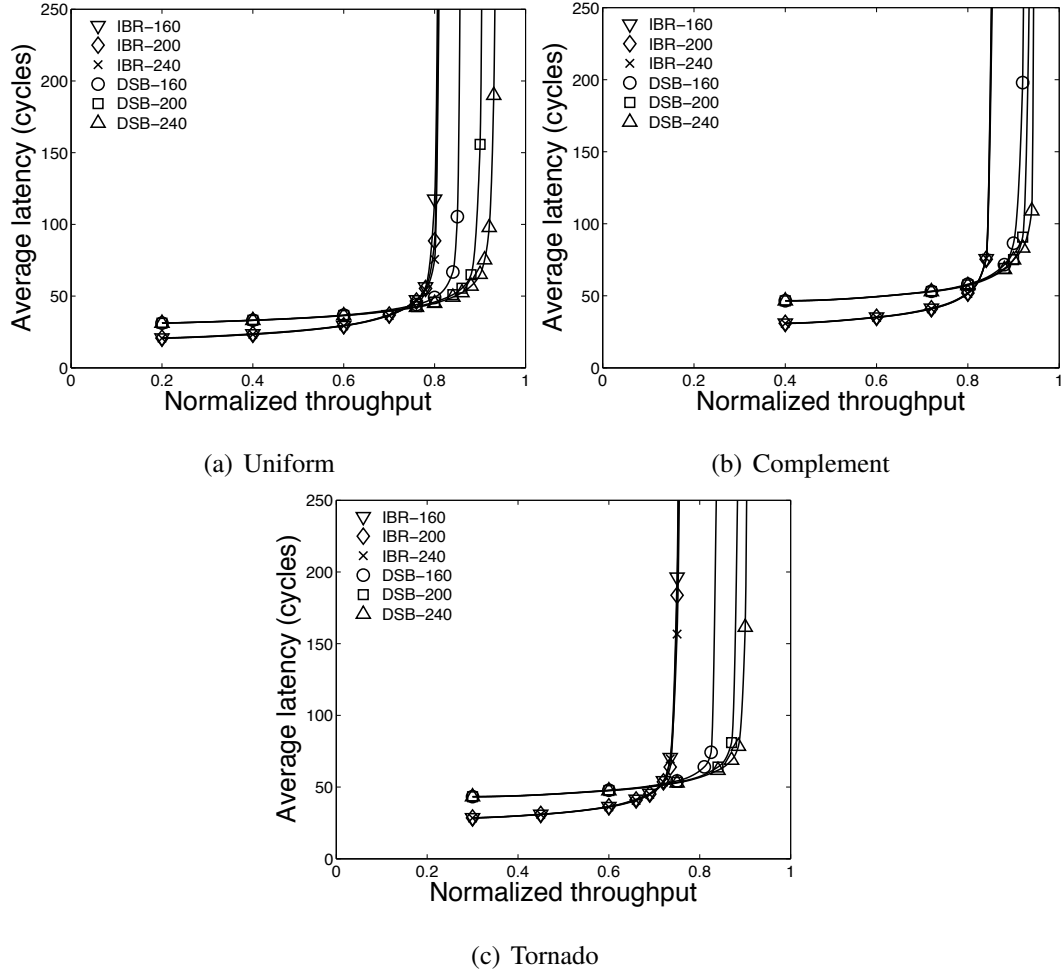 250
200
150
100
50
0
Average latency (cycles)
IBR−160
IBR−200
IBR−240
DSB−160
DSB−200
DSB−240
0 0.2 0.4 0.6 0.8 1
Normalized throughput
(a) Uniform
250
200
150
100
50
0
Average latency (cycles)
IBR−160
IBR−200
IBR−240
DSB−160
DSB−200
DSB−240
0 0.2 0.4 0.6 0.8 1
Normalized throughput
(b) Complement
250
200
150
100
50
0
Average latency (cycles)
IBR−160
IBR−200
IBR−240
DSB−160
DSB−200
DSB−240
0 0.2 0.4 0.6 0.8 1
Normalized throughput
(c) Tornado